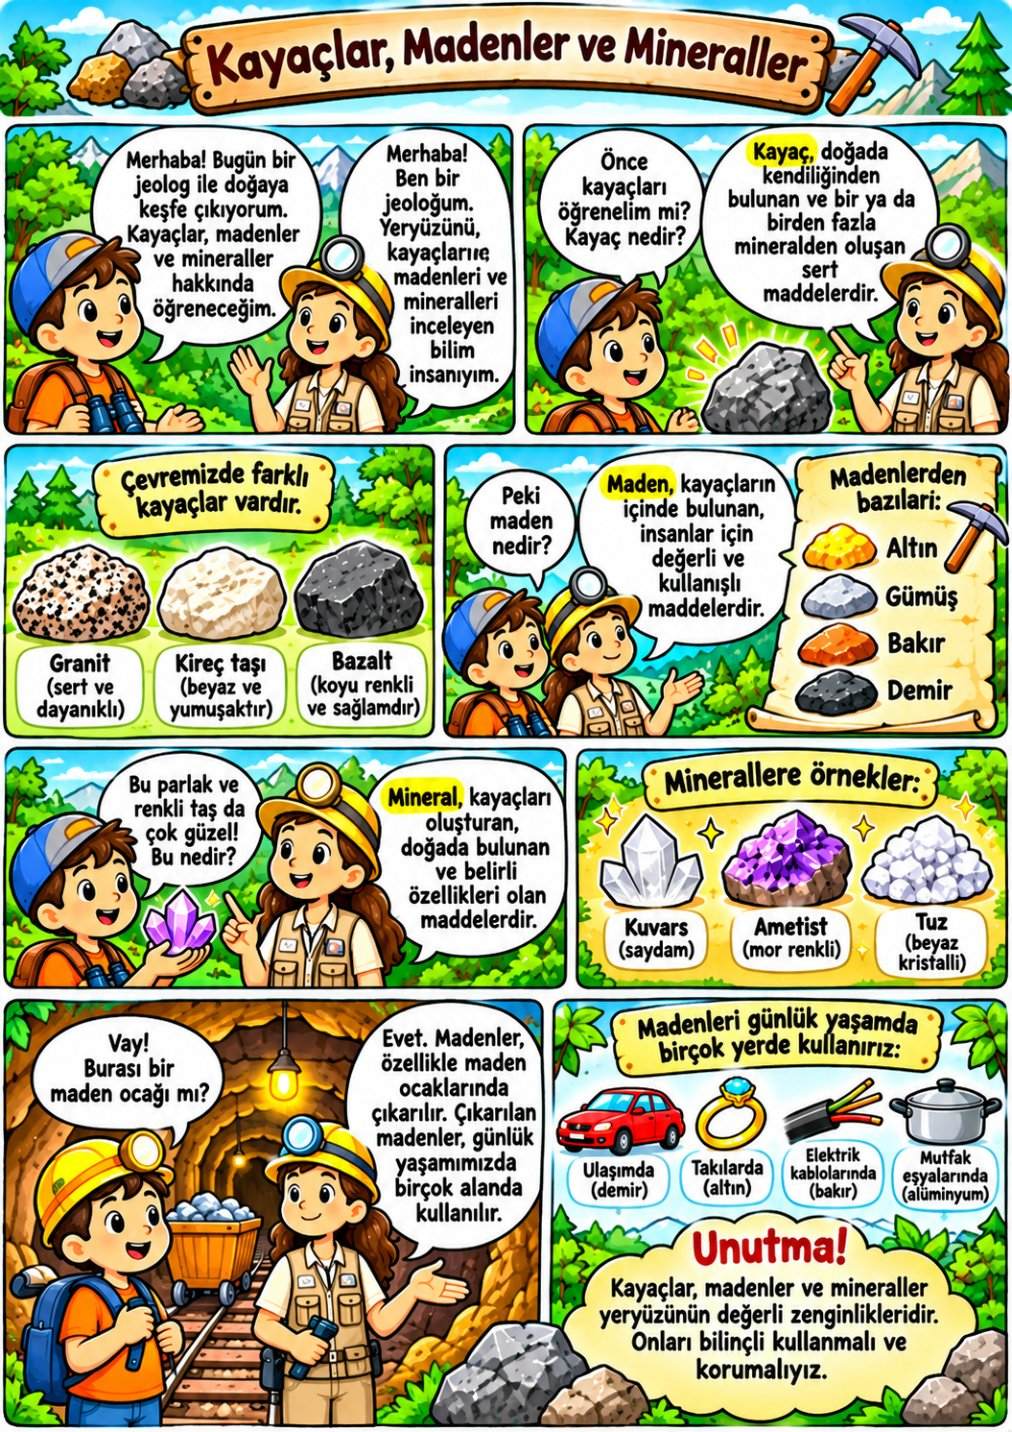 Kayaçlar, Madenler ve Mineraller
Merhaba! Bugün bir
jeolog ile doğaya
keşfe çıkıyorum.
Kayaçlar, madenler
ve mineraller
hakkında
öğreneceğim.
Merhaba!
Ben bir
jeoloğum.
Yeryüzünü,
madenleri ve
mineralleri
inceleyen
bilim
insanıyım.
Önce
kayaçları
öğrenelim mi?
Kayaç nedir?
Kayaç, doğada
kendiliğinden
bulunan ve bir ya da
birden fazla
mineralden oluşan
sert
maddelerdir.
Çevremizde farklı
kayaçlar vardır.
Granit
(sert ve
dayanıklı)
Kireç taşı
(beyaz ve
yumuşaktır)
Bazalt
(koyu renkli
ve sağlamdır)
Peki
maden
nedir?
Maden, kayaçların
içinde bulunan,
insanlar için
değerli ve
kullanışlı
maddelerdir.
Madenlerden
bazılari:
Altın
Gümüş
Bakır
Demir
Bu parlak ve
renkli taş da
çok güzel!
Bu nedir?
Mineral, kayaçları
oluşturan,
doğada bulunan
ve belirli
özellikleri olan
maddelerdir.
Minerallere örnekler:
Kuvars
(saydam)
Ametist
(mor renkli)
Tuz
(beyaz
kristalli)
Vay!
Burası bir
maden ocağı mı?
Evet. Madenler,
özellikle maden
ocaklarında
çıkarılır. Çıkarılan
madenler, günlük
yaşamımızda
birçok alanda
kullanılır.
Madenleri günlük yaşamda
birçok yerde kullanırız:
Ulaşımda
(demir)
Takılarda
(altın)
Elektrik
kablolarında
(bakır)
Mutfak
eşyalarında
(alüminyum)
Unutma!
Kayaçlar, madenler ve mineraller
yeryüzünün değerli zenginlikleridir.
Onları bilinçli kullanmalı ve
korumalıyız.